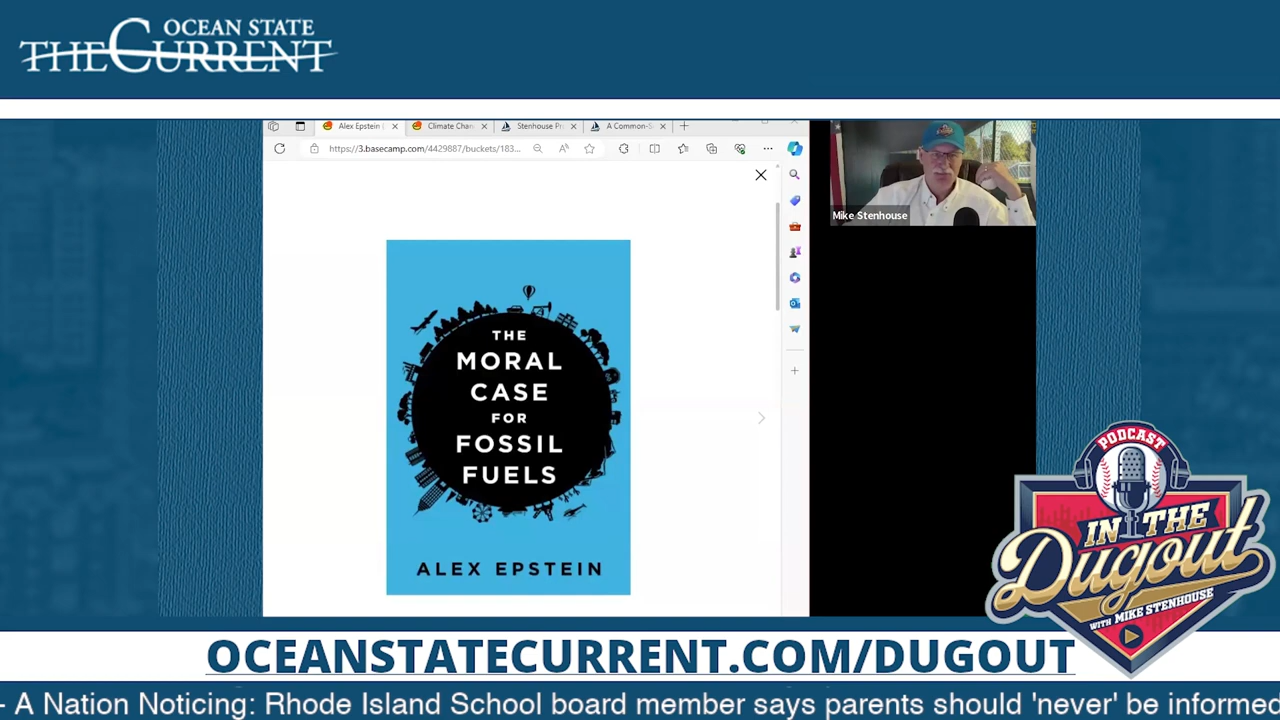 OCEAN STATE
THE CURRENT
Alex Epstein (
Climate Chan
Stenhouse Pr
A Common-S
https://3.basecamp.com/4429887/buckets/183...
Mike Stenhouse
THE
MORAL
CASE
FOR
FOSSIL
FUELS
ALEX EPSTEIN
PODCAST
IN THE
Dugout
WITH MIKE STENHOUSE
OCEANSTATECURRENT.COM/DUGOUT
- A Nation Noticing: Rhode Island School board member says parents should 'never' be informed